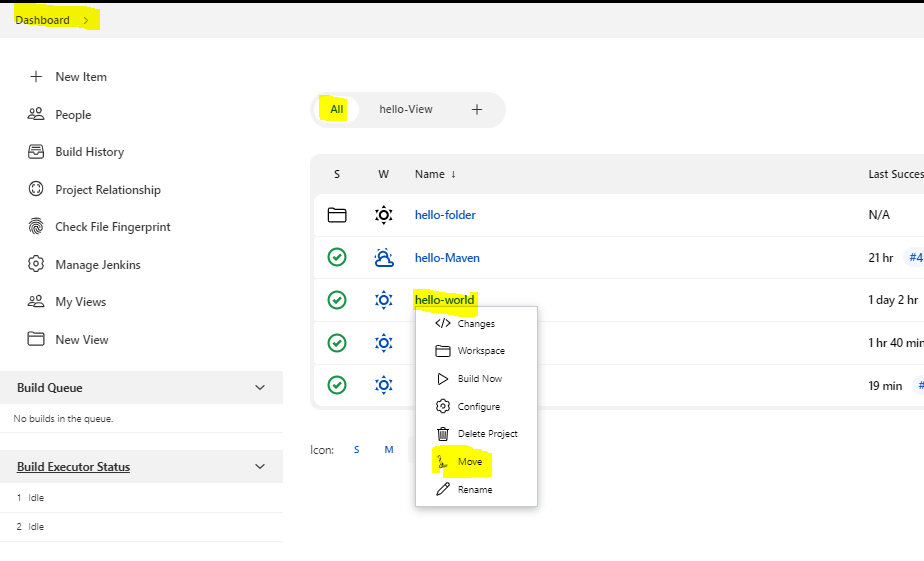 Dashboard
New Item
People
Build History
Project Relationship
Check File Fingerprint
Manage Jenkins
My Views
New View
Build Queue
No builds in the queue.
Build Executor Status
1 Idle
2 Idle
All hello-View +
S W Name ↓ Last Succes
hello-folder N/A
hello-Maven 21 hr #4
hello-world 1 day 2 hr
1 hr 40 min
19 min #
Changes
Workspace
Build Now
Configure
Delete Project
Move
Rename
Icon: S M